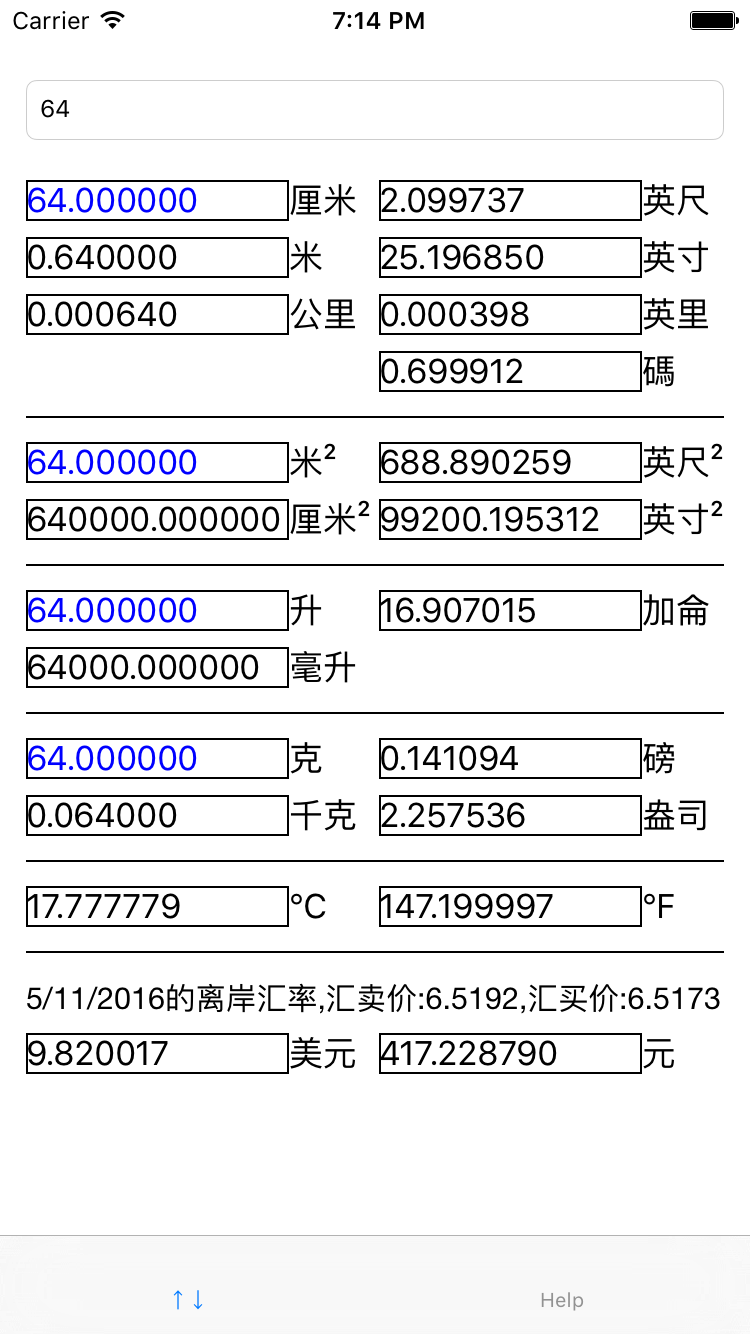 Carrier 7:14 PM
64
64.000000 厘米 2.099737 英尺
0.640000 米 25.196850 英寸
0.000640 公里 0.000398 英里
0.699912 碼
64.000000 米² 688.890259 英尺²
640000.000000 厘米² 99200.195312 英寸²
64.000000 升 16.907015 加侖
64000.000000 毫升
64.000000 克 0.141094 磅
0.064000 千克 2.257536 盎司
17.777779 °C 147.199997 °F
5/11/2016的离岸汇率,汇卖价:6.5192,汇买价:6.5173
9.820017 美元 417.228790 元
↑↓ Help